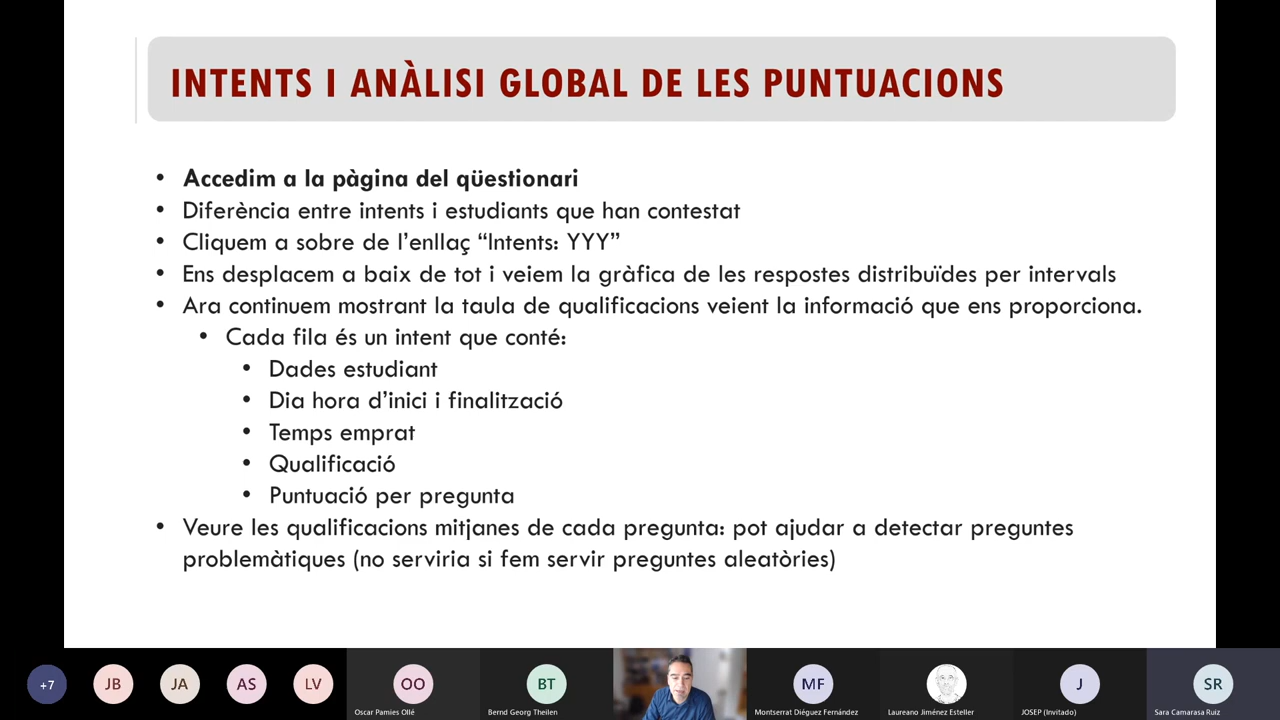 INTENTS I ANÀLISI GLOBAL DE LES PUNTUACIONS
• Accedim a la pàgina del qüestionari
• Diferència entre intents i estudiants que han contestat
• Cliquem a sobre de l’enllaç “Intents: YYY”
• Ens desplacem a baix de tot i veiem la gràfica de les respostes distribuïdes per intervals
• Ara continuem mostrant la taula de qualificacions veient la informació que ens proporciona.
• Cada fila és un intent que conté:
• Dades estudiant
• Dia hora d’inici i finalització
• Temps emprat
• Qualificació
• Puntuació per pregunta
• Veure les qualificacions mitjanes de cada pregunta: pot ajudar a detectar preguntes
problemàtiques (no serviria si fem servir preguntes aleatòries)
+7 JB JA AS LV OO BT MF J SR
Oscar Pamies Ollé Bernd Georg Theilen Montserrat Diéguez Fernández Laureano Jiménez Esteller JOSEP (Invitado) Sara Camarasa Ruiz